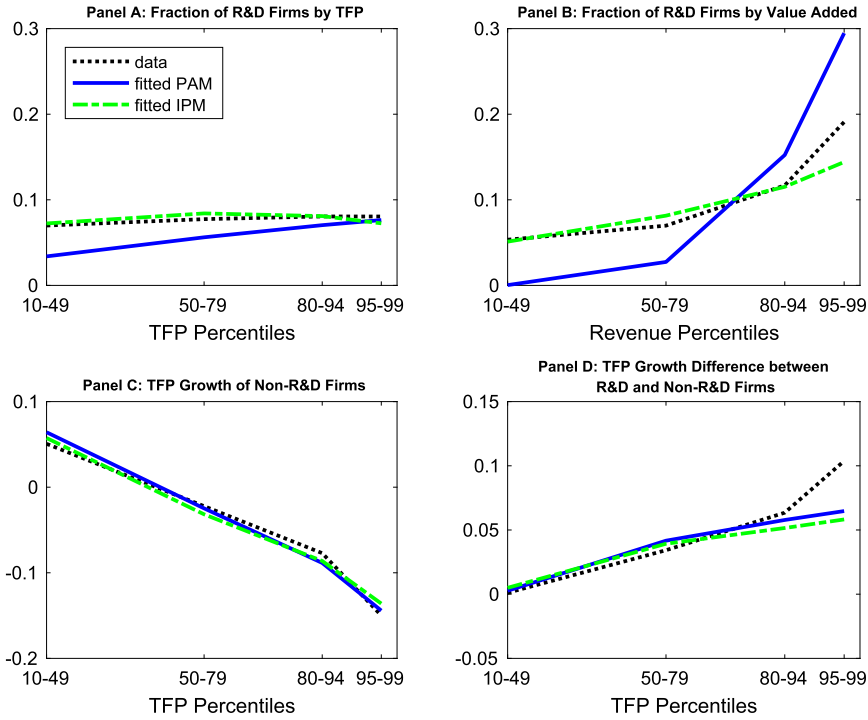 Panel A: Fraction of R&D Firms by TFP
0.3
0.2
0.1
0
data
fitted PAM
fitted IPM
10-49 50-79 80-94 95-99
TFP Percentiles
Panel B: Fraction of R&D Firms by Value Added
0.3
0.2
0.1
0
10-49 50-79 80-94 95-99
Revenue Percentiles
Panel C: TFP Growth of Non-R&D Firms
0.1
0
-0.1
-0.2
10-49 50-79 80-94 95-99
TFP Percentiles
Panel D: TFP Growth Difference between
R&D and Non-R&D Firms
0.15
0.1
0.05
0
-0.05
10-49 50-79 80-94 95-99
TFP Percentiles